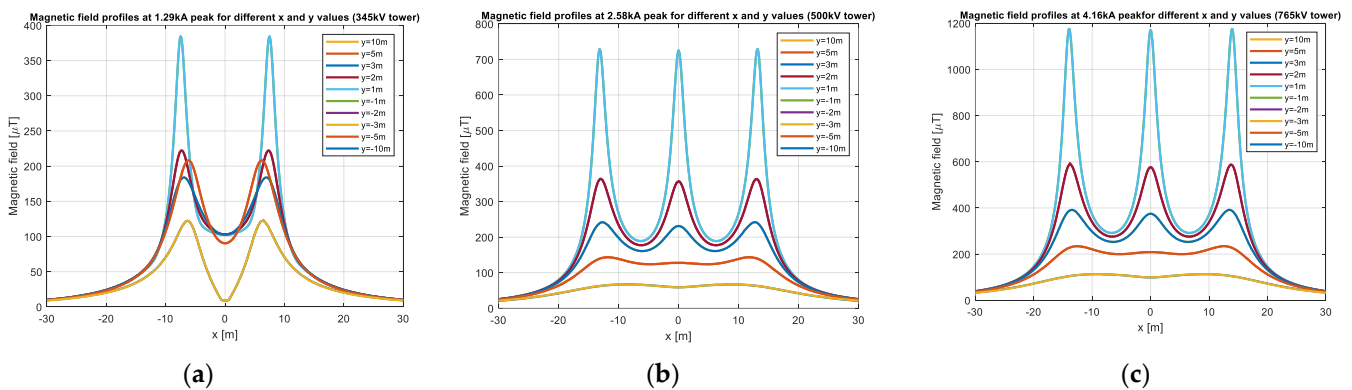 Magnetic field profiles at 1.29kA peak for different x and y values (345kV tower)
400
350
300
250
200
150
100
50
0
Magnetic field [μT]
-30
-20
-10
0
10
20
30
x [m]
y=10m
y=5m
y=3m
y=2m
y=1m
y=-1m
y=-2m
y=-3m
y=-5m
y=-10m
(a)
Magnetic field profiles at 2.58kA peak for different x and y values (500kV tower)
800
700
600
500
400
300
200
100
0
Magnetic field [μT]
-30
-20
-10
0
10
20
30
x [m]
y=10m
y=5m
y=3m
y=2m
y=1m
y=-1m
y=-2m
y=-3m
y=-5m
y=-10m
(b)
Magnetic field profiles at 4.16kA peakfor different x and y values (765kV tower)
1200
1000
800
600
400
200
0
Magnetic field [μT]
-30
-20
-10
0
10
20
30
x [m]
y=10m
y=5m
y=3m
y=2m
y=1m
y=-1m
y=-2m
y=-3m
y=-5m
y=-10m
(c)